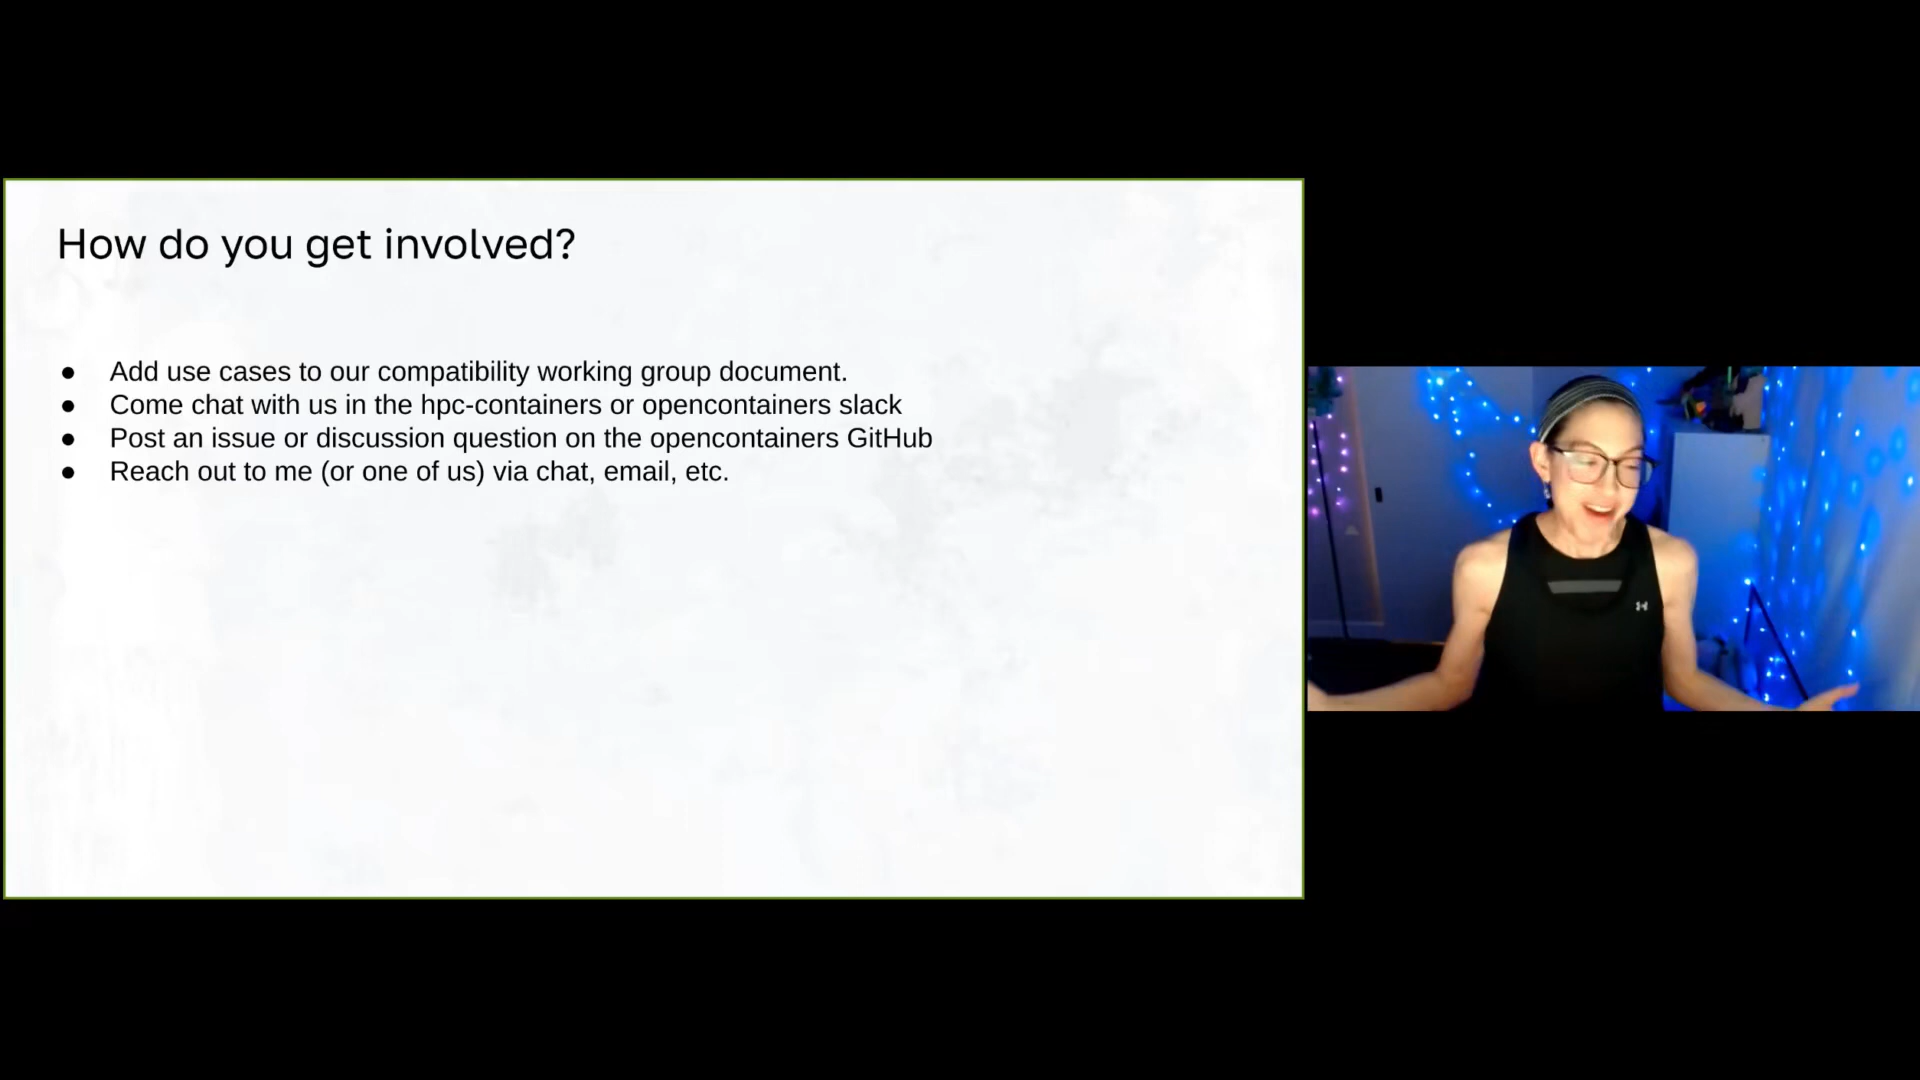 How do you get involved?
● Add use cases to our compatibility working group document.
● Come chat with us in the hpc-containers or opencontainers slack
● Post an issue or discussion question on the opencontainers GitHub
● Reach out to me (or one of us) via chat, email, etc.